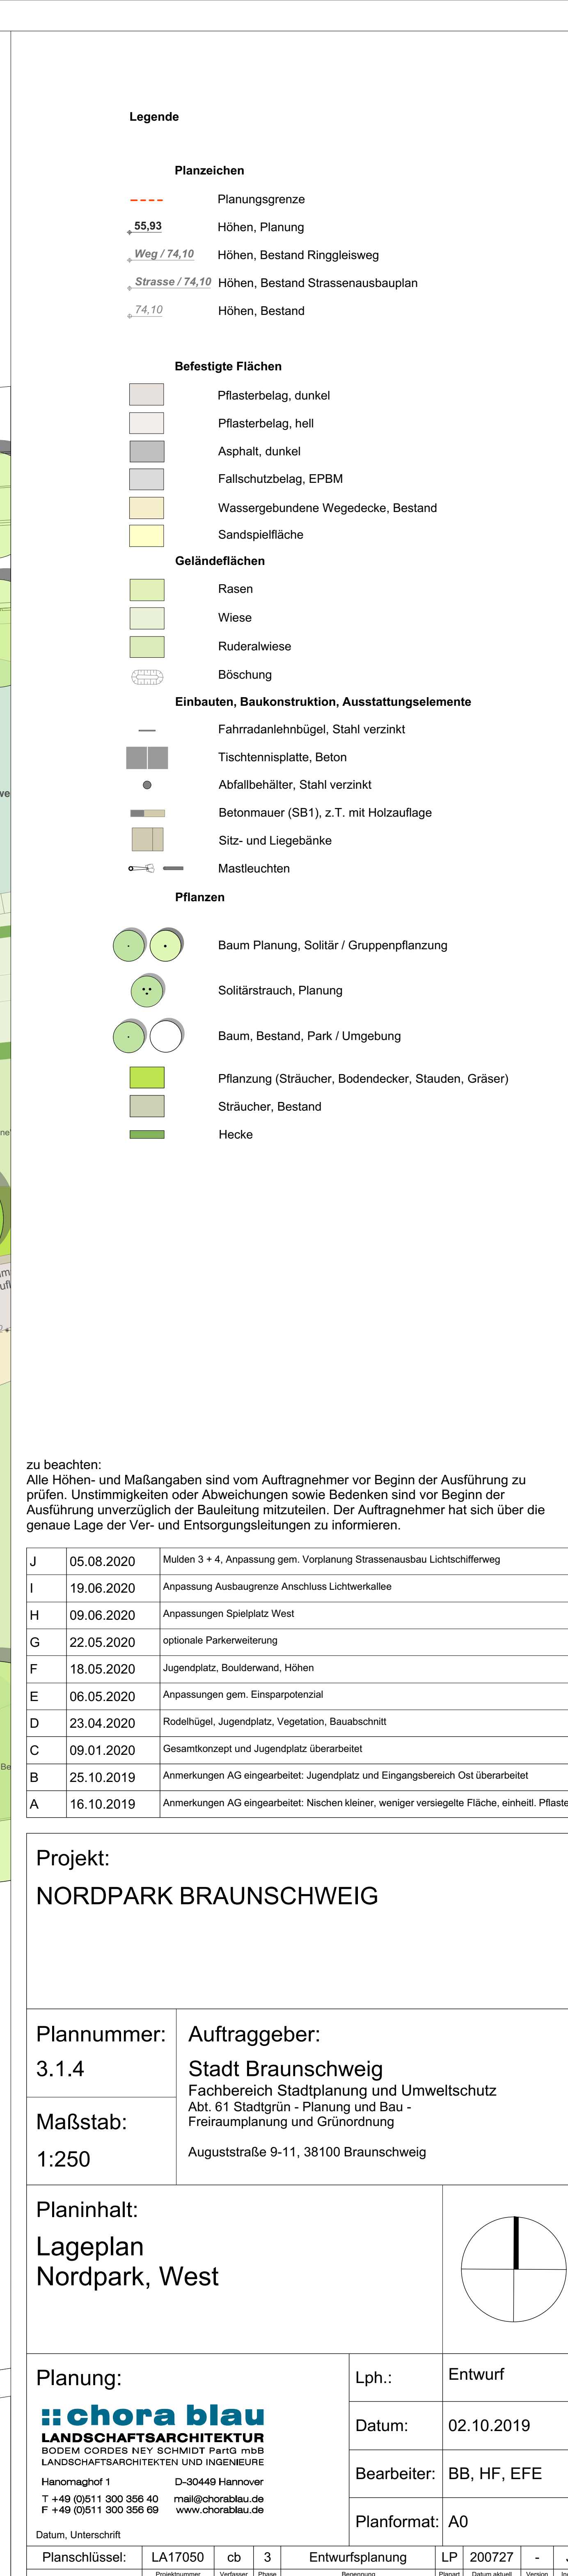 Legende
Planzeichen
Planungsgrenze
55,93 Höhen, Planung
Weg / 74,10 Höhen, Bestand Ringgleisweg
Strasse / 74,10 Höhen, Bestand Strassenausbauplan
74,10 Höhen, Bestand
Befestigte Flächen
Pflasterbelag, dunkel
Pflasterbelag, hell
Asphalt, dunkel
Fallschutzbelag, EPBM
Wassergebundene Wegedecke, Bestand
Sandspielfläche
Geländeflächen
Rasen
Wiese
Ruderalwiese
Böschung
Einbauten, Baukonstruktion, Ausstattungselemente
Fahrradanlehnbügel, Stahl verzinkt
Tischtennisplatte, Beton
Abfallbehälter, Stahl verzinkt
Betonmauer (SB1), z.T. mit Holzauflage
Sitz- und Liegebänke
Mastleuchten
Pflanzen
Baum Planung, Solitär / Gruppenpflanzung
Solitärstrauch, Planung
Baum, Bestand, Park / Umgebung
Pflanzung (Sträucher, Bodendecker, Stauden, Gräser)
Sträucher, Bestand
Hecke
zu beachten:
Alle Höhen- und Maßangaben sind vom Auftragnehmer vor Beginn der Ausführung zu
prüfen. Unstimmigkeiten oder Abweichungen sowie Bedenken sind vor Beginn der
Ausführung unverzüglich der Bauleitung mitzuteilen. Der Auftragnehmer hat sich über die
genaue Lage der Ver- und Entsorgungsleitungen zu informieren.
J 05.08.2020 Mulden 3 + 4, Anpassung gem. Vorplanung Strassenausbau Lichtschifferweg
I 19.06.2020 Anpassung Ausbaugrenze Anschluss Lichtwerkallee
H 09.06.2020 Anpassungen Spielplatz West
G 22.05.2020 optionale Parkerweiterung
F 18.05.2020 Jugendplatz, Boulderwand, Höhen
E 06.05.2020 Anpassungen gem. Einsparpotenzial
D 23.04.2020 Rodelhügel, Jugendplatz, Vegetation, Bauabschnitt
C 09.01.2020 Gesamtkonzept und Jugendplatz überarbeitet
B 25.10.2019 Anmerkungen AG eingearbeitet: Jugendplatz und Eingangsbereich Ost überarbeitet
A 16.10.2019 Anmerkungen AG eingearbeitet: Nischen kleiner, weniger versiegelte Fläche, einheitl. Pflaste
Projekt:
NORDPARK BRAUNSCHWEIG
Plannummer:
3.1.4
Maßstab:
1:250
Auftraggeber:
Stadt Braunschweig
Fachbereich Stadtplanung und Umweltschutz
Abt. 61 Stadtgrün - Planung und Bau -
Freiraumplanung und Grünordnung
Auguststraße 9-11, 38100 Braunschweig
Planinhalt:
Lageplan
Nordpark, West
Planung:
chora blau
LANDSCHAFTSARCHITEKTUR
BODEM CORDES NEY SCHMIDT PartG mbB
LANDSCHAFTSARCHITEKTEN UND INGENIEURE
Hanomaghof 1 D-30449 Hannover
T +49 (0)511 300 356 40 mail@chorablau.de
F +49 (0)511 300 356 69 www.chorablau.de
Datum, Unterschrift
Lph.: Entwurf
Datum: 02.10.2019
Bearbeiter: BB, HF, EFE
Planformat: A0
Planschlüssel: LA17050 cb 3 Entwurfsplanung LP 200727 -
Projektnummer Verfasser Phase Benennung Planart Datum aktuell Version